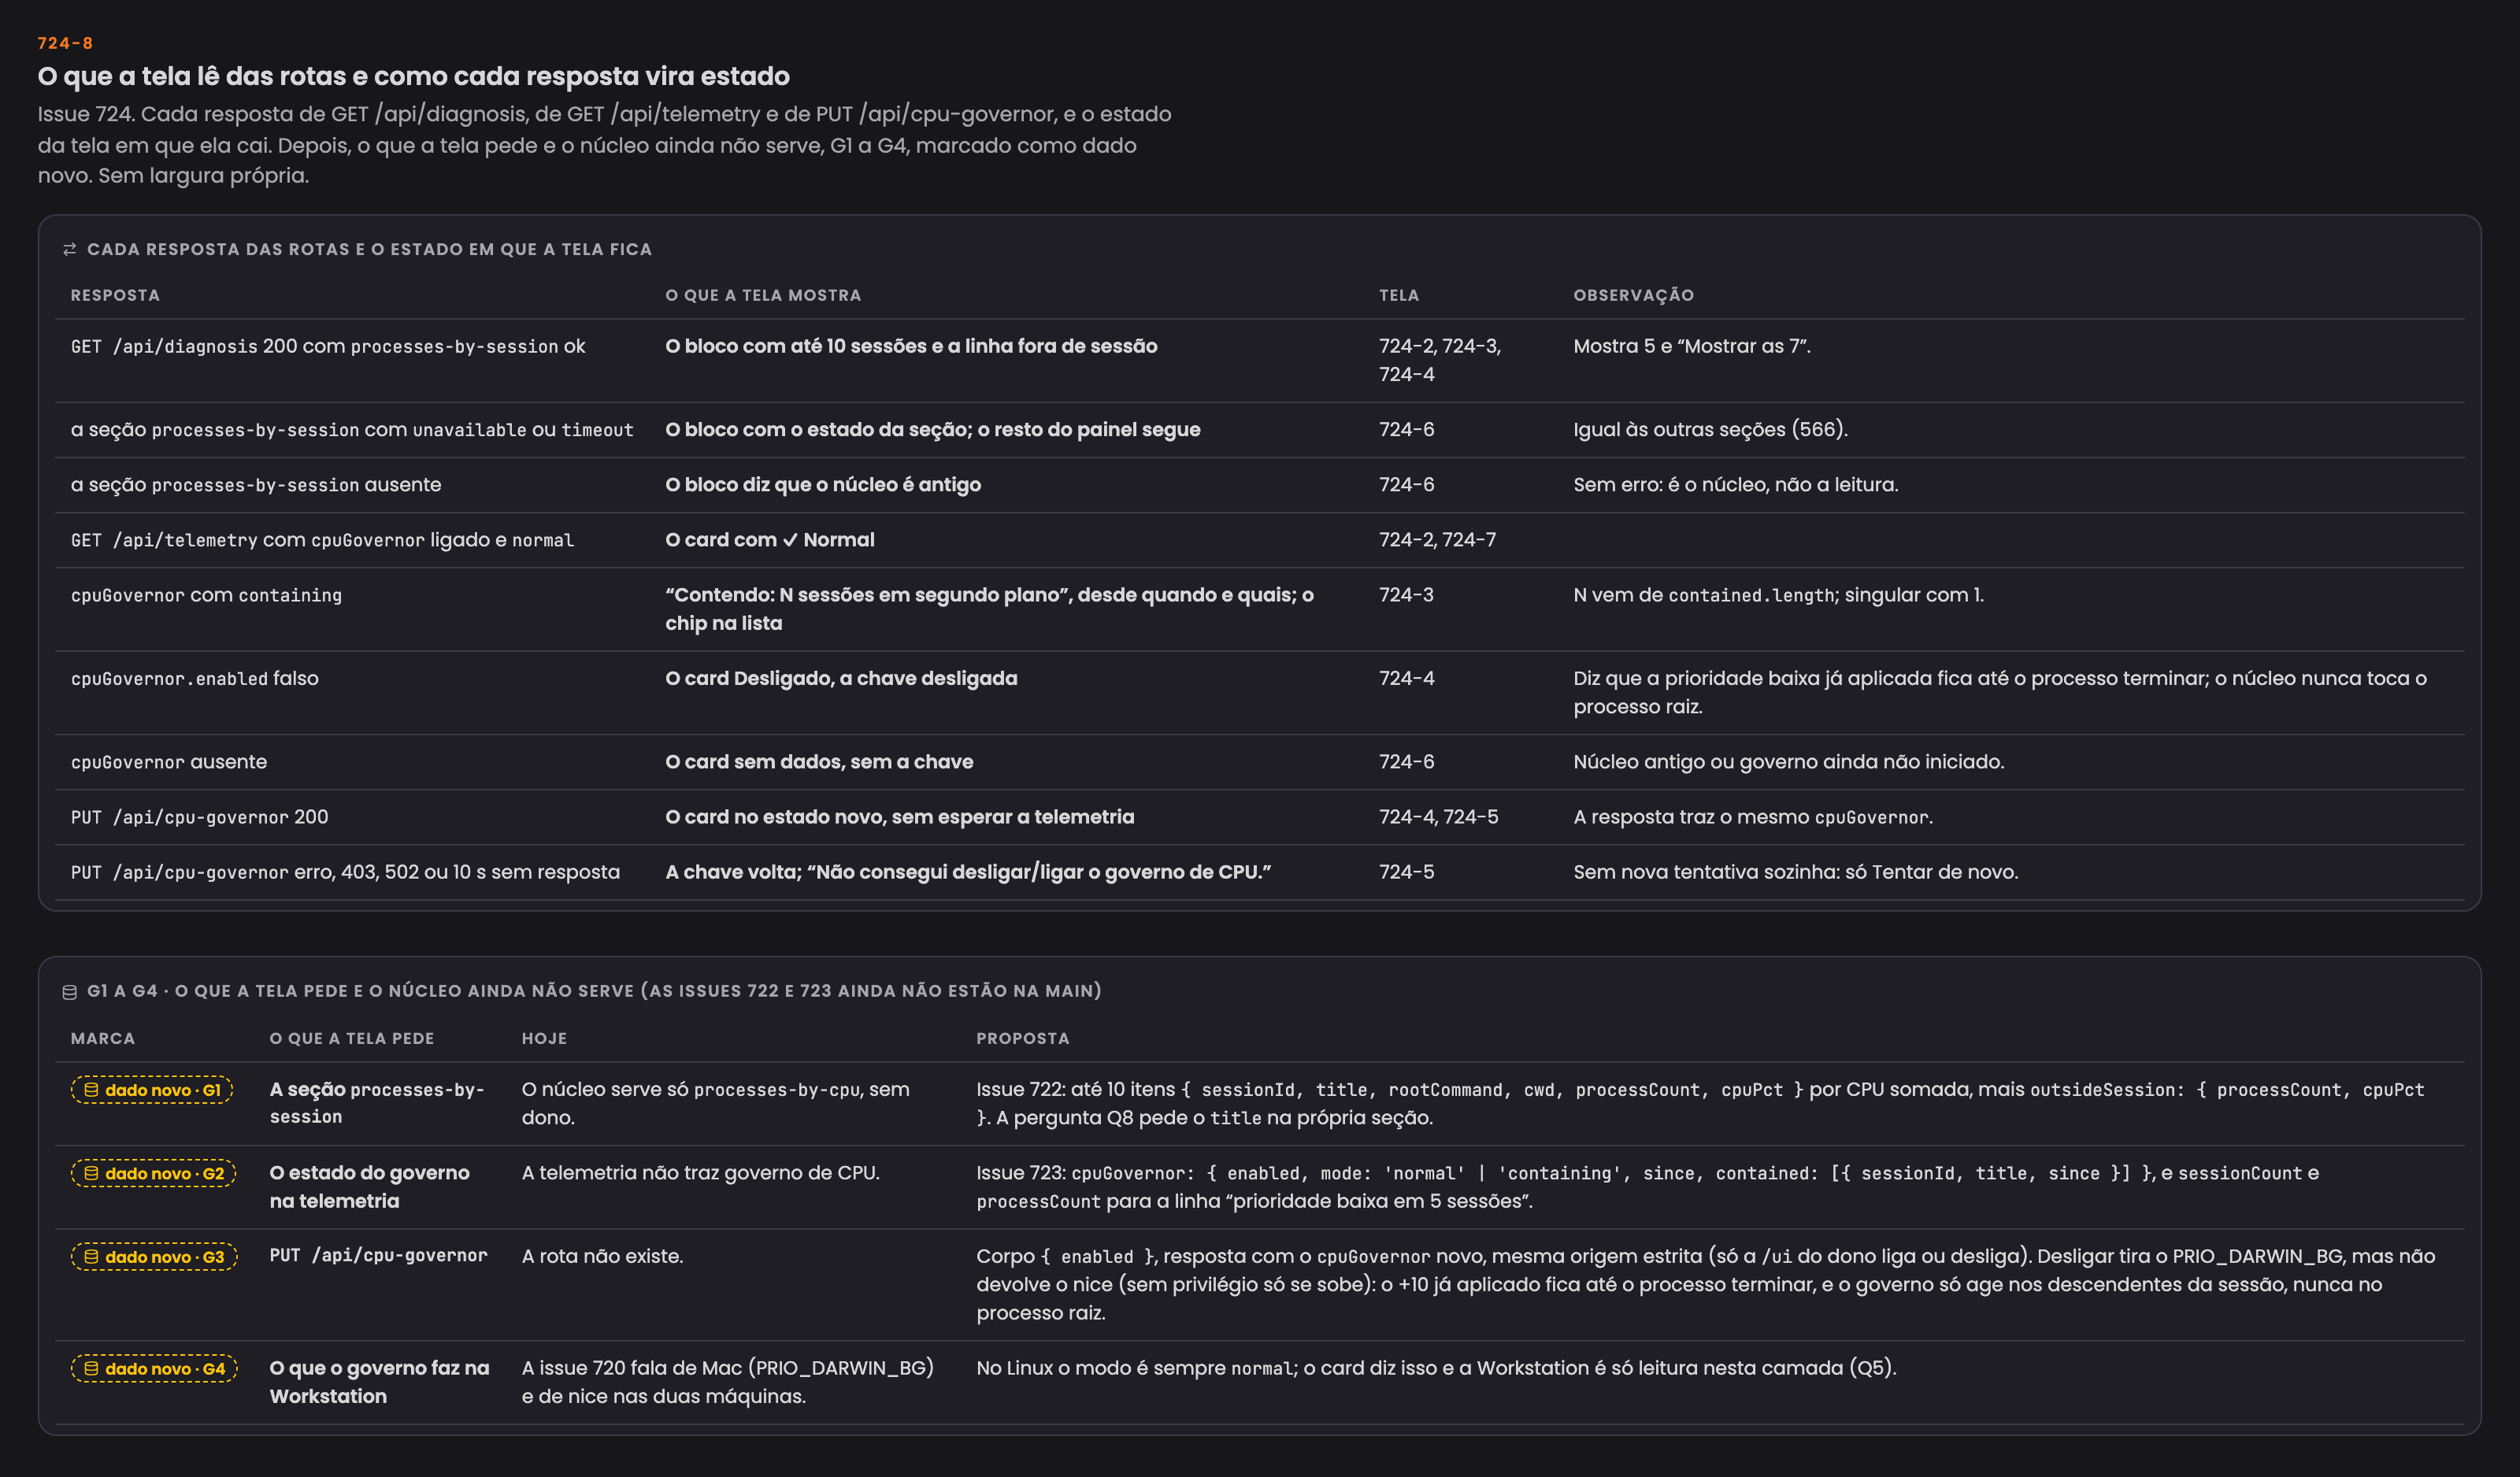 724-8
O que a tela lê das rotas e como cada resposta vira estado
Issue 724. Cada resposta de GET /api/diagnosis, de GET /api/telemetry e de PUT /api/cpu-governor, e o estado
da tela em que ela cai. Depois, o que a tela pede e o núcleo ainda não serve, G1 a G4, marcado como dado
novo. Sem largura própria.
CADA RESPOSTA DAS ROTAS E O ESTADO EM QUE A TELA FICA
RESPOSTA O QUE A TELA MOSTRA TELA OBSERVAÇÃO
GET /api/diagnosis 200 com processes-by-session ok O bloco com até 10 sessões e a linha fora de sessão 724-2, 724-3, Mostra 5 e “Mostrar as 7”.
724-4
a seção processes-by-session com unavailable ou timeout O bloco com o estado da seção; o resto do painel segue 724-6 Igual às outras seções (566).
a seção processes-by-session ausente O bloco diz que o núcleo é antigo 724-6 Sem erro: é o núcleo, não a leitura.
GET /api/telemetry com cpuGovernor ligado e normal O card com ✓ Normal 724-2, 724-7
cpuGovernor com containing “Contendo: N sessões em segundo plano”, desde quando e quais; o 724-3 N vem de contained.length; singular com 1.
chip na lista
cpuGovernor.enabled falso O card Desligado, a chave desligada 724-4 Diz que a prioridade baixa já aplicada fica até o processo terminar; o núcleo nunca toca o
processo raiz.
cpuGovernor ausente O card sem dados, sem a chave 724-6 Núcleo antigo ou governo ainda não iniciado.
PUT /api/cpu-governor 200 O card no estado novo, sem esperar a telemetria 724-4, 724-5 A resposta traz o mesmo cpuGovernor.
PUT /api/cpu-governor erro, 403, 502 ou 10 s sem resposta A chave volta; “Não consegui desligar/ligar o governo de CPU.” 724-5 Sem nova tentativa sozinha: só Tentar de novo.
G1 A G4 · O QUE A TELA PEDE E O NÚCLEO AINDA NÃO SERVE (AS ISSUES 722 E 723 AINDA NÃO ESTÃO NA MAIN)
MARCA O QUE A TELA PEDE HOJE PROPOSTA
dado novo · G1 A seção processes-by- O núcleo serve só processes-by-cpu, sem Issue 722: até 10 itens { sessionId, title, rootCommand, cwd, processCount, cpuPct } por CPU somada, mais outsideSession: { processCount, cpuPct
session dono. }. A pergunta Q8 pede o title na própria seção.
dado novo · G2 O estado do governo A telemetria não traz governo de CPU. Issue 723: cpuGovernor: { enabled, mode: 'normal' | 'containing', since, contained: [{ sessionId, title, since }] }, e sessionCount e
na telemetria processCount para a linha “prioridade baixa em 5 sessões”.
dado novo · G3 PUT /api/cpu-governor A rota não existe. Corpo { enabled }, resposta com o cpuGovernor novo, mesma origem estrita (só a /ui do dono liga ou desliga). Desligar tira o PRIO_DARWIN_BG, mas não
devolve o nice (sem privilégio só se sobe): o +10 já aplicado fica até o processo terminar, e o governo só age nos descendentes da sessão, nunca no
processo raiz.
dado novo · G4 O que o governo faz na A issue 720 fala de Mac (PRIO_DARWIN_BG) No Linux o modo é sempre normal; o card diz isso e a Workstation é só leitura nesta camada (Q5).
Workstation e de nice nas duas máquinas.